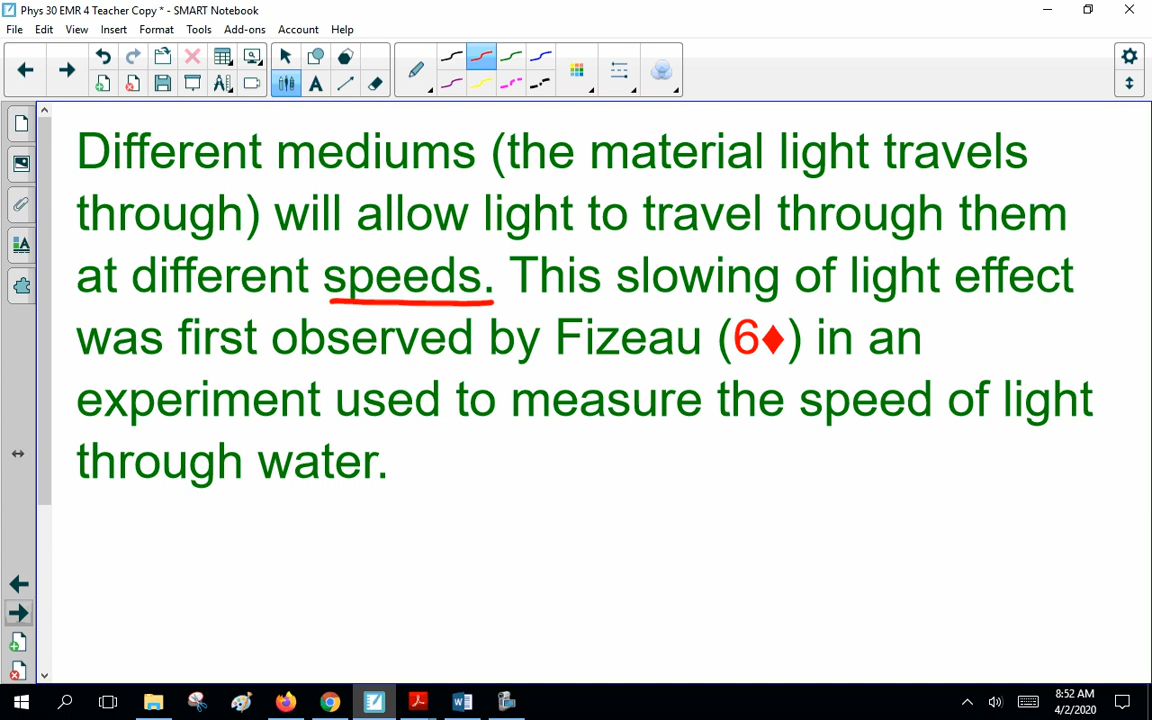 Phys 30 EMR 4 Teacher Copy * - SMART Notebook
File Edit View Insert Format Tools Add-ons Account Help
Different mediums (the material light travels
through) will allow light to travel through them
at different speeds. This slowing of light effect
was first observed by Fizeau (6♦) in an
experiment used to measure the speed of light
through water.
8:52 AM
4/2/2020